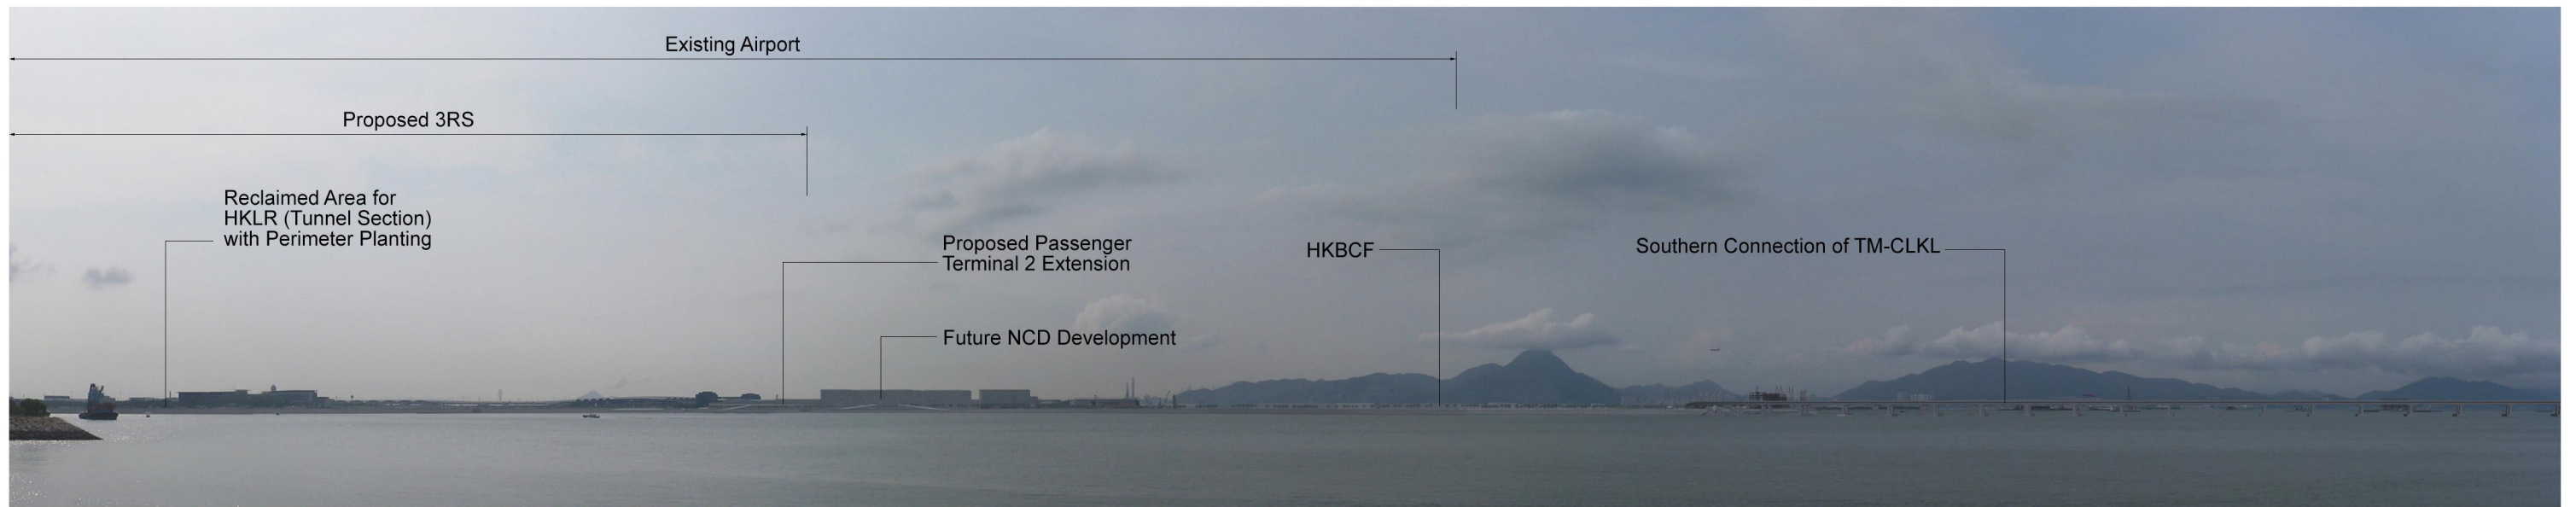 Existing Airport
Proposed 3RS
Reclaimed Area for
HKLR (Tunnel Section)
with Perimeter Planting
Proposed Passenger
Terminal 2 Extension
HKBCF
Southern Connection of TM-CLKL
Future NCD Development